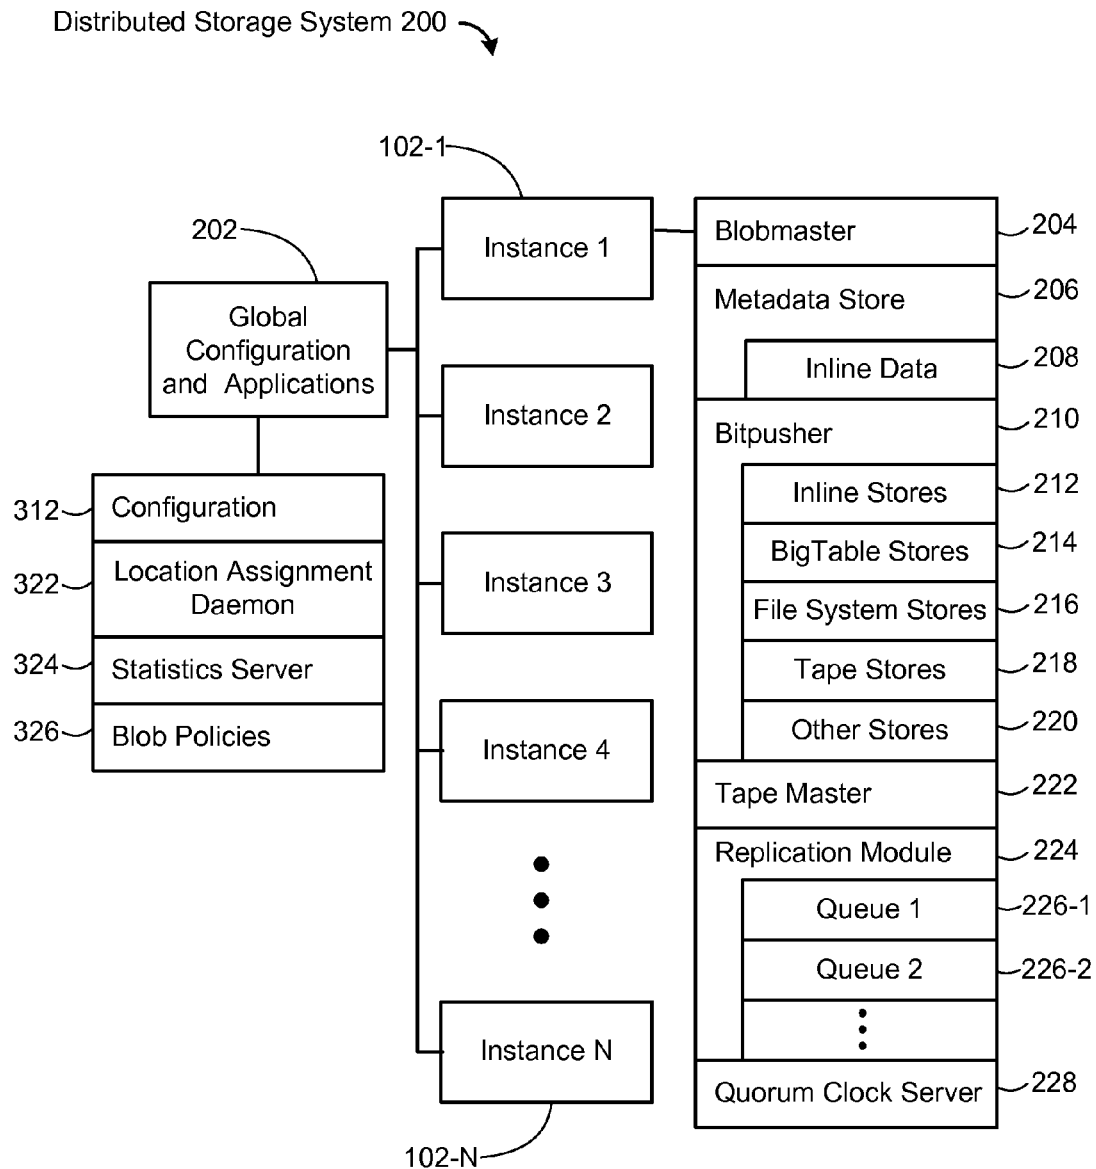 Distributed Storage System 200
102-1
202
Global
Configuration
and Applications
312
Configuration
322
Location Assignment
Daemon
324
Statistics Server
326
Blob Policies
Instance 1
Instance 2
Instance 3
Instance 4
Instance N
102-N
Blobmaster
204
Metadata Store
206
Inline Data
208
Bitpusher
210
Inline Stores
212
BigTable Stores
214
File System Stores
216
Tape Stores
218
Other Stores
220
Tape Master
222
Replication Module
224
Queue 1
226-1
Queue 2
226-2
Quorum Clock Server
228